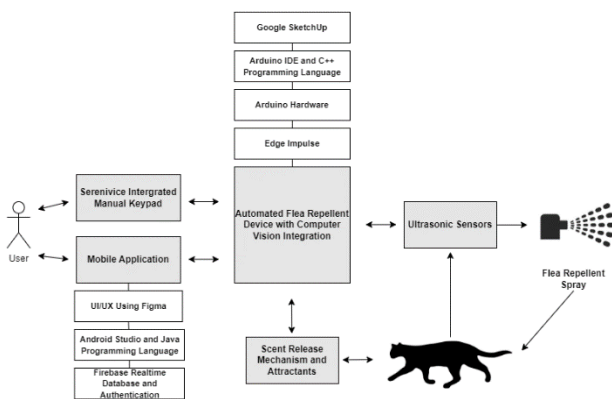 Google SketchUp
Arduino IDE and C++
Programming Language
Arduino Hardware
Edge Impulse
Serenivice Intergrated
Manual Keypad
Automated Flea Repellent
Device with Computer
Vision Integration
Ultrasonic Sensors
User
Mobile Application
Flea Repellent
Spray
UI/UX Using Figma
Android Studio and Java
Programming Language
Scent Release
Mechanism and
Attractants
Firebase Realtime
Database and
Authentication